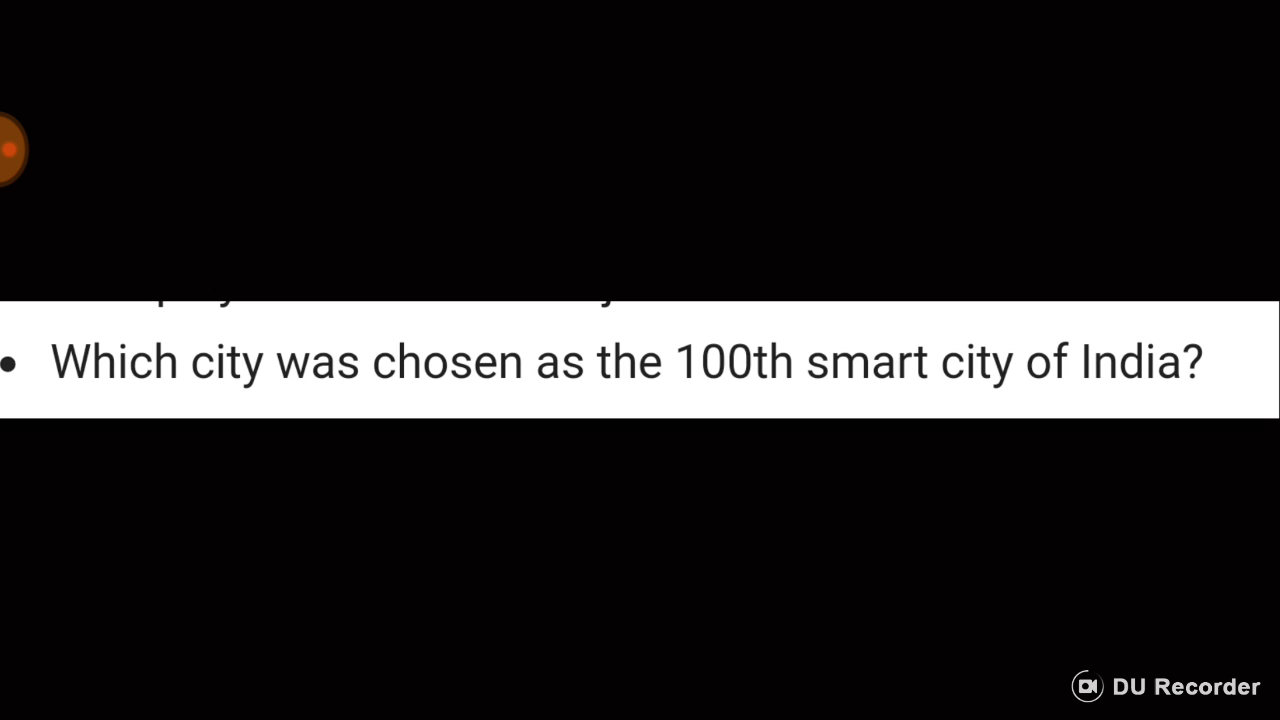 • Which city was chosen as the 100th smart city of India?
DU Recorder